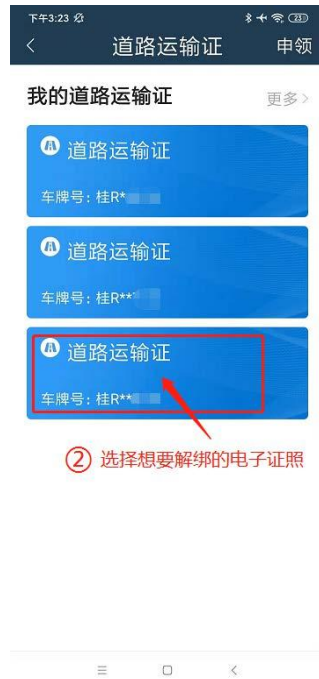 下午3:23
23
道路运输证
申领
我的道路运输证
更多>
道路运输证
车牌号：桂R*
道路运输证
车牌号：桂R**
道路运输证
车牌号：桂R**
② 选择想要解绑的电子证照